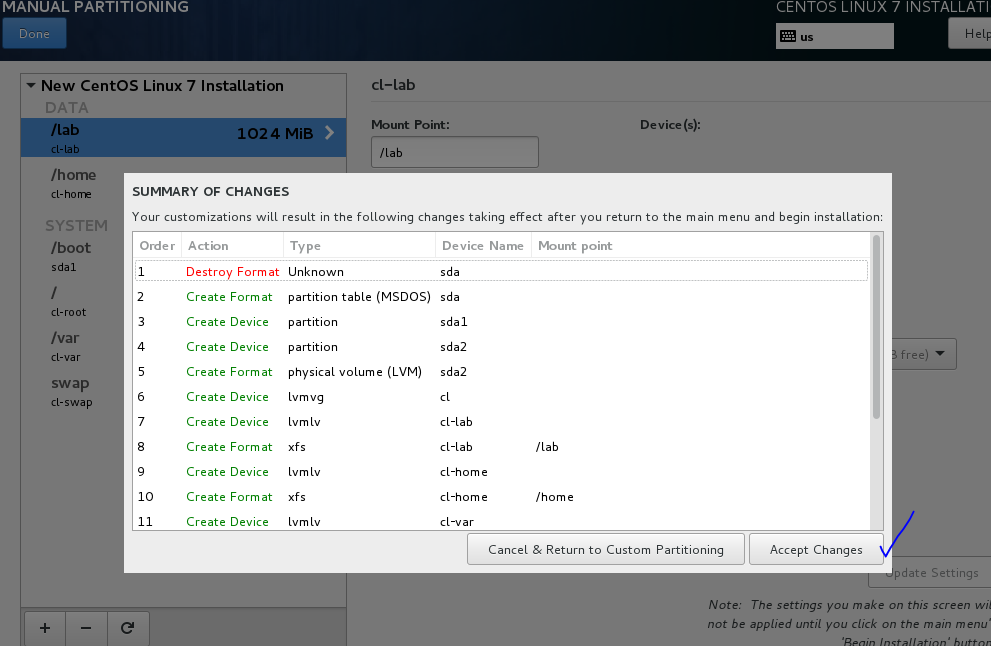 MANUAL PARTITIONING
CENTOS LINUX 7 INSTALLATI
Done
us
Help
New CentOS Linux 7 Installation
DATA
/lab 1024 MiB
cl-lab
/home
cl-home
SYSTEM
/boot
sda1
/
cl-root
/var
cl-var
swap
cl-swap
cl-lab
Mount Point: Device(s):
/lab
SUMMARY OF CHANGES
Your customizations will result in the following changes taking effect after you return to the main menu and begin installation:
Order Action Type Device Name Mount point
1 Destroy Format Unknown sda
2 Create Format partition table (MSDOS) sda
3 Create Device partition sda1
4 Create Device partition sda2
5 Create Format physical volume (LVM) sda2
6 Create Device lvmvg cl
7 Create Device lvmlv cl-lab
8 Create Format xfs cl-lab /lab
9 Create Device lvmlv cl-home
10 Create Format xfs cl-home /home
11 Create Device lvmlv cl-var
Cancel & Return to Custom Partitioning Accept Changes
free)
Update Settings
Note: The settings you make on this screen wil
not be applied until you click on the main menu'
'Begin Installation' button
+ -